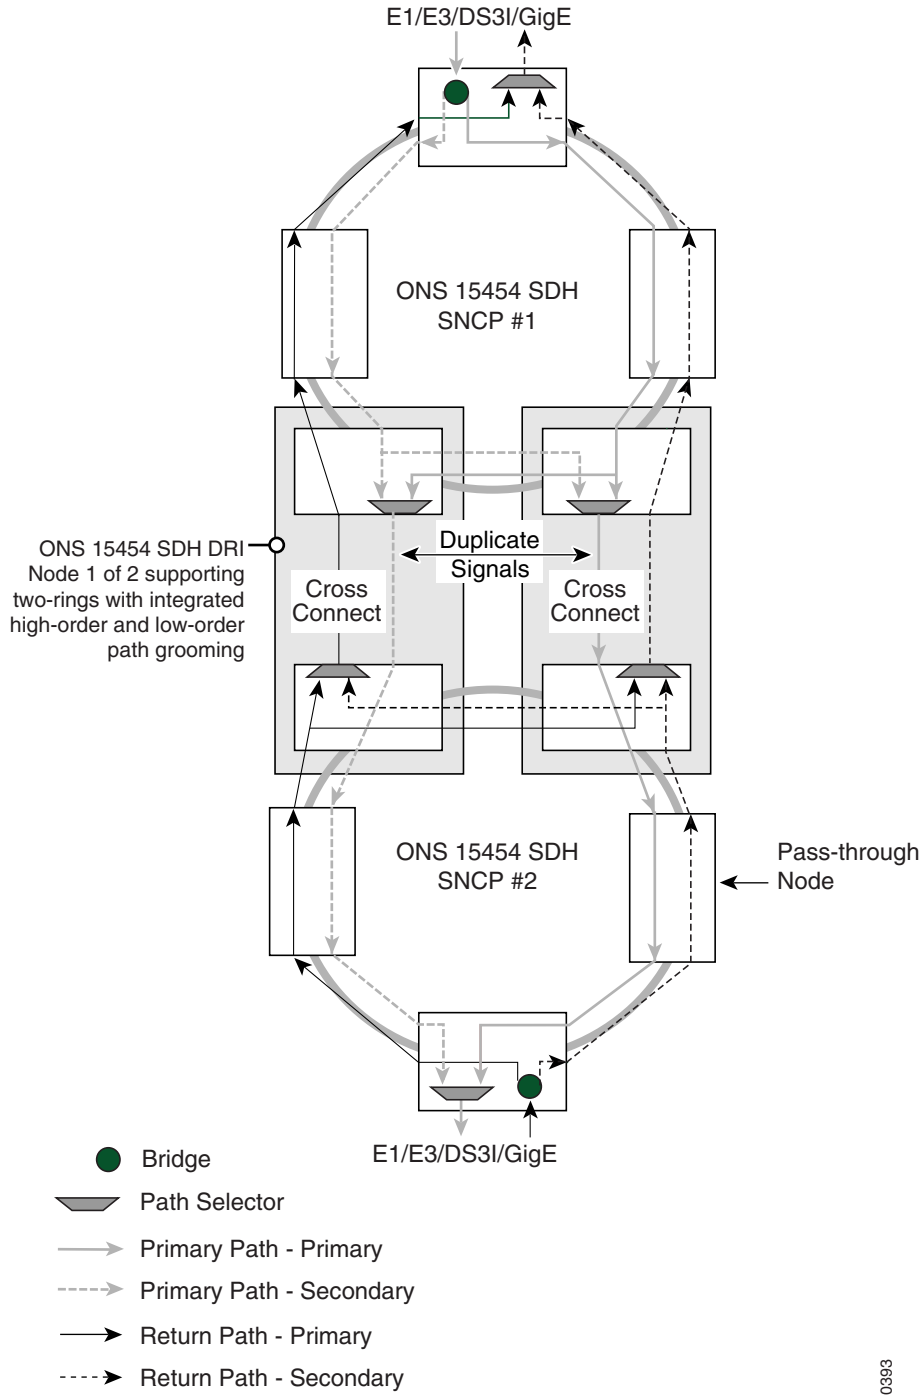 E1/E3/DS3I/GigE
ONS 15454 SDH
SNCP #1
Duplicate
Signals
ONS 15454 SDH DRI
Node 1 of 2 supporting
two-rings with integrated
high-order and low-order
path grooming
Cross
Connect
Cross
Connect
ONS 15454 SDH
SNCP #2
Pass-through
Node
E1/E3/DS3I/GigE
Bridge
Path Selector
Primary Path - Primary
Primary Path - Secondary
Return Path - Primary
Return Path - Secondary
0393